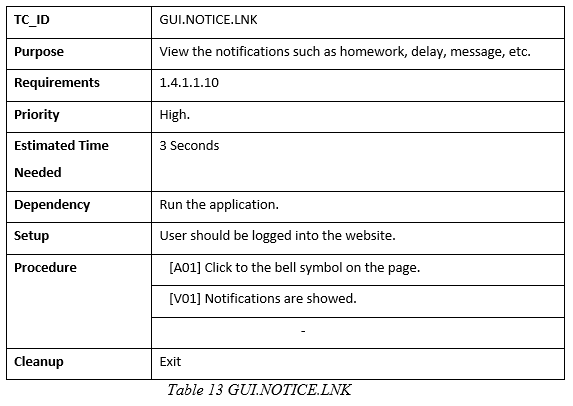 TC_ID GUI.NOTICE.LNK
Purpose View the notifications such as homework, delay, message, etc.
Requirements 1.4.1.1.10
Priority High.
Estimated Time 3 Seconds
Needed
Dependency Run the application.
Setup User should be logged into the website.
Procedure [A01] Click to the bell symbol on the page.
[V01] Notifications are showed.
-
Cleanup Exit
Table 13 GUI.NOTICE.LNK